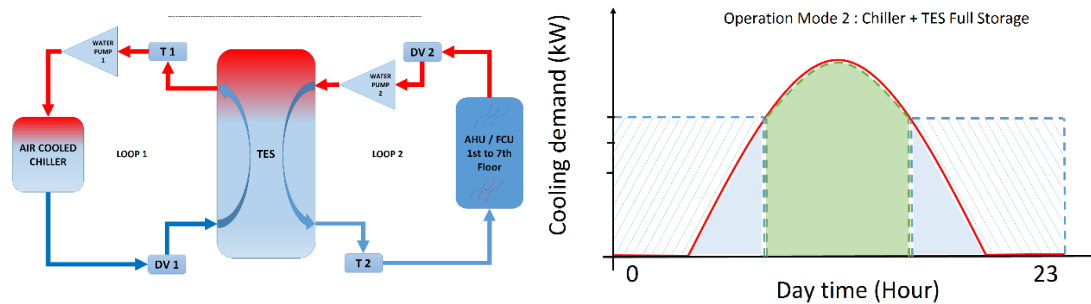 WATER
PUMP
1
T 1
DV 2
WATER
PUMP
2
AIR COOLED
CHILLER
LOOP 1
TES
LOOP 2
AHU / FCU
1st to 7th
Floor
DV 1
T 2
Operation Mode 2 : Chiller + TES Full Storage
Cooling demand (kW)
0
23
Day time (Hour)